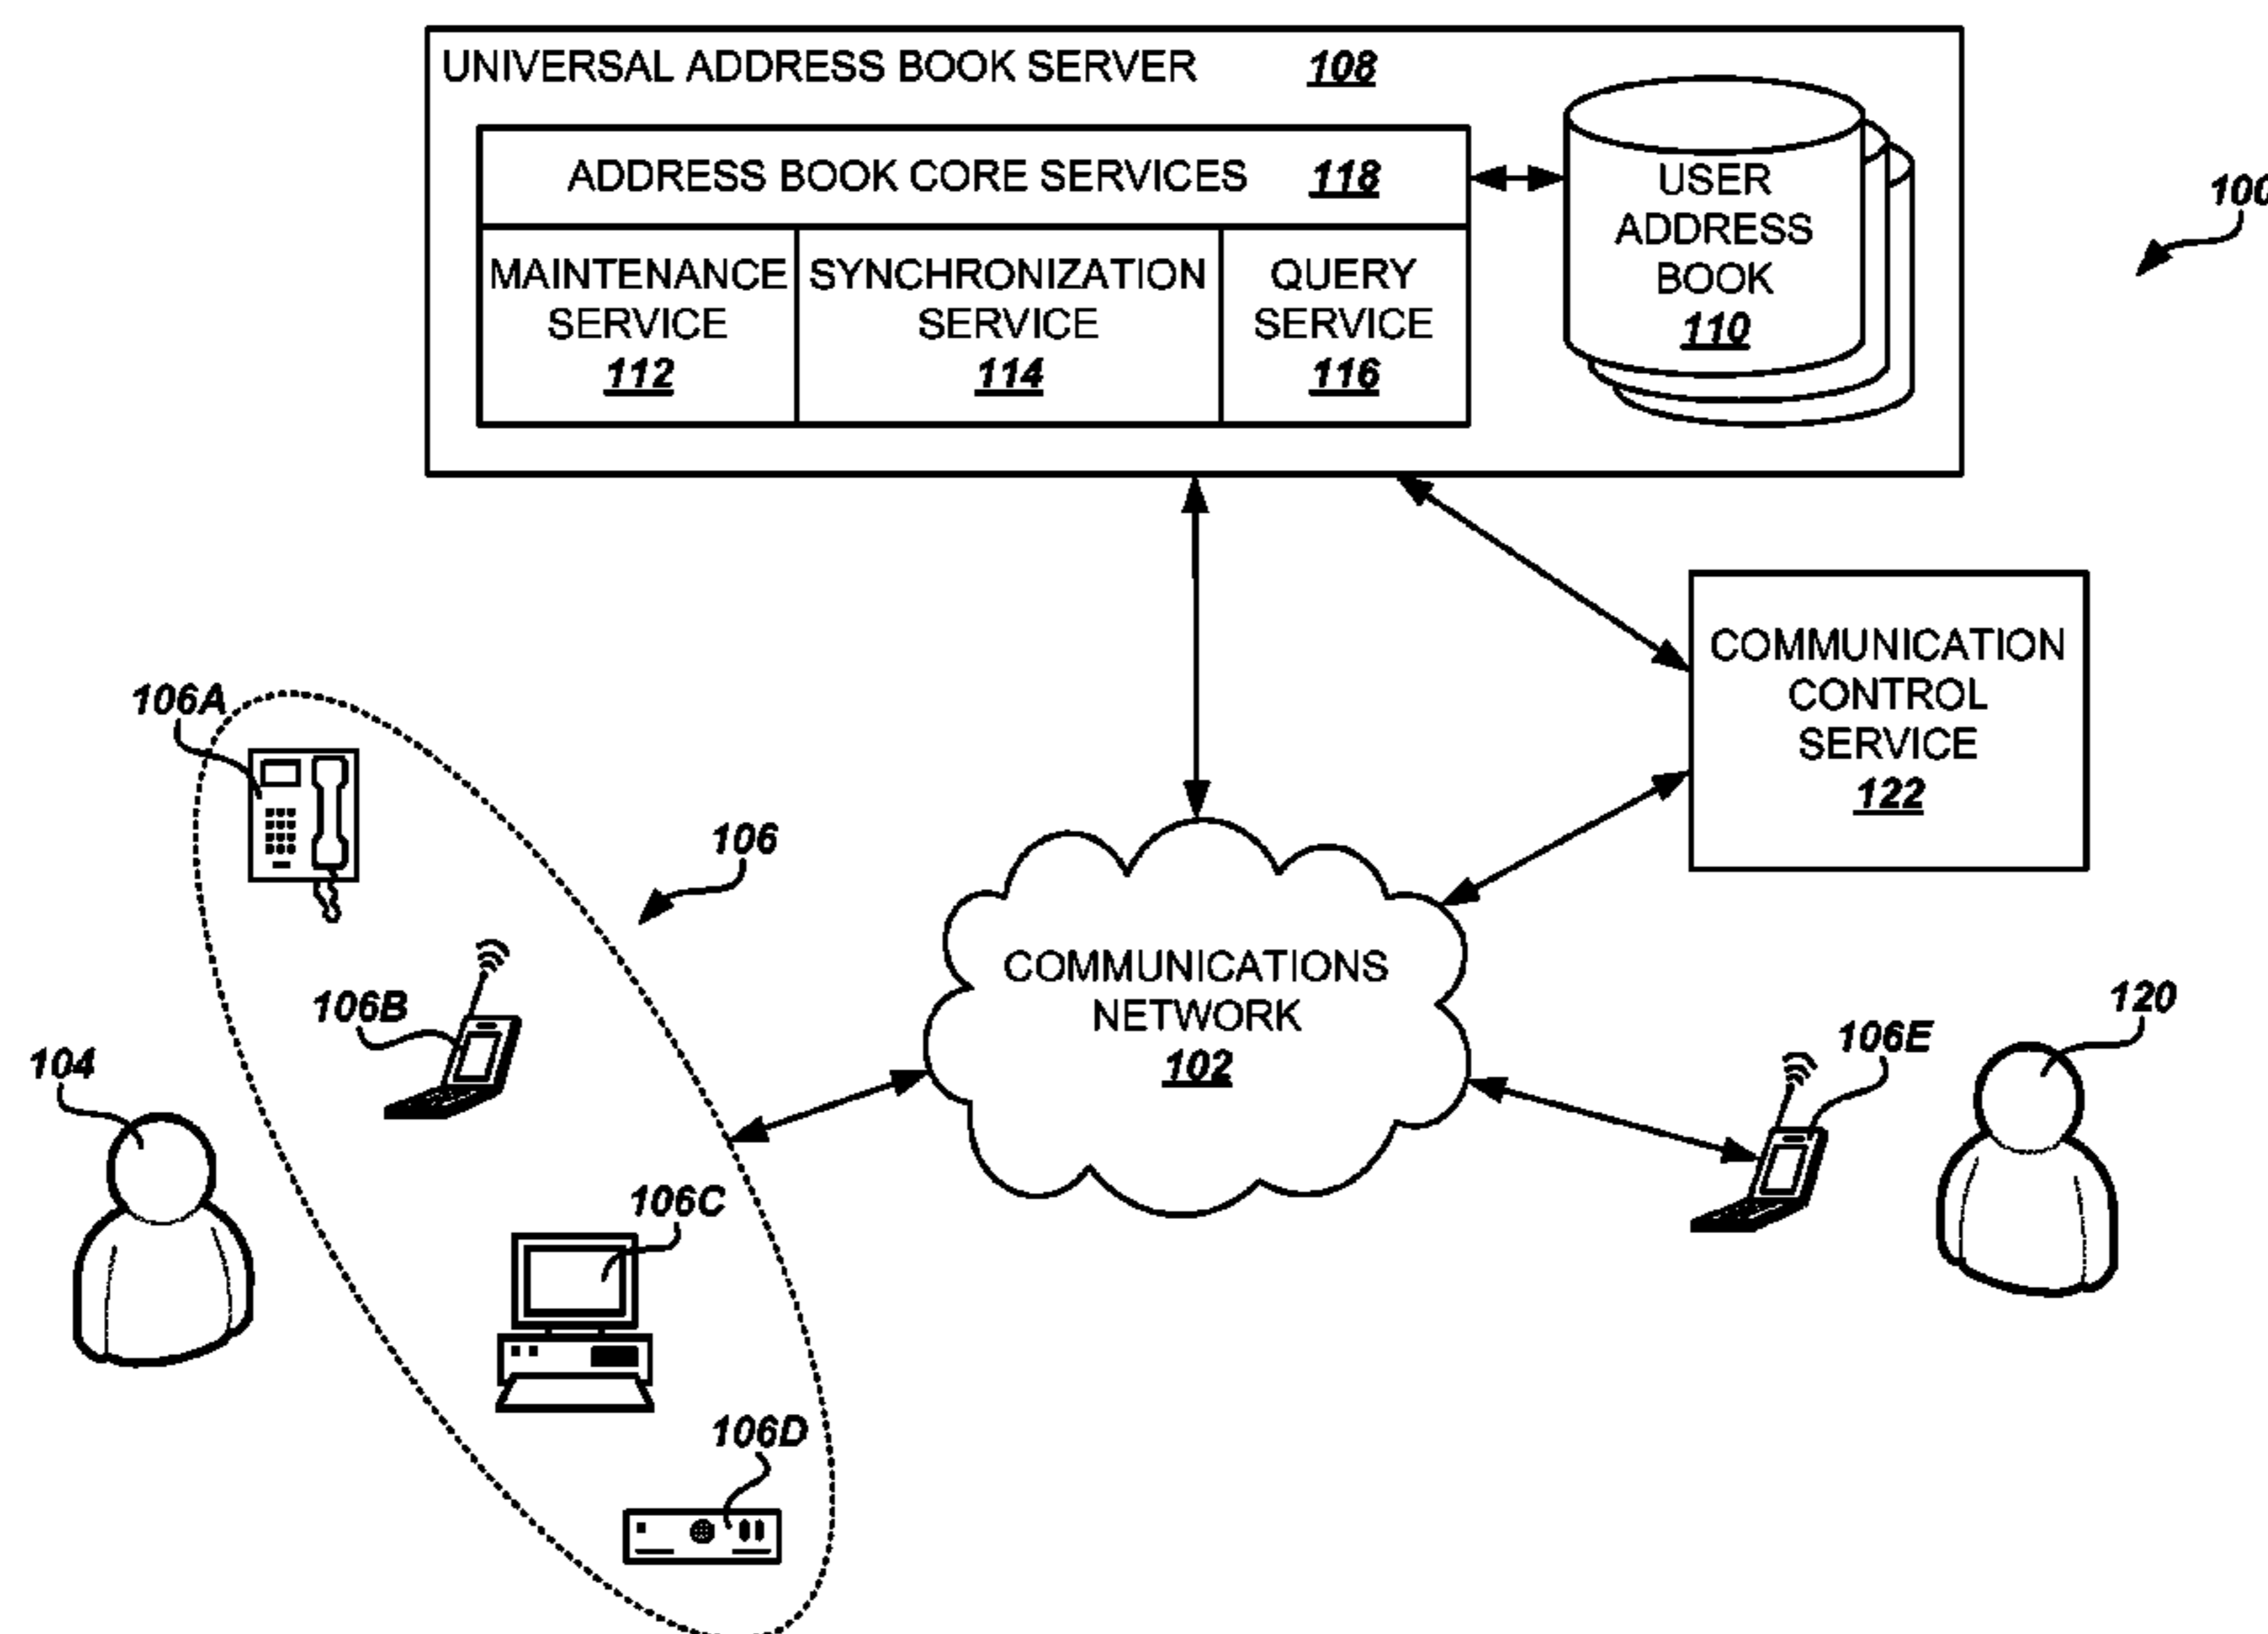 UNIVERSAL ADDRESS BOOK SERVER 108
ADDRESS BOOK CORE SERVICES 118
MAINTENANCE
SERVICE
112
SYNCHRONIZATION
SERVICE
114
QUERY
SERVICE
116
USER
ADDRESS
BOOK
110
100
COMMUNICATION
CONTROL
SERVICE
122
106A
106
106B
104
COMMUNICATIONS
NETWORK
102
106E
120
106C
106D